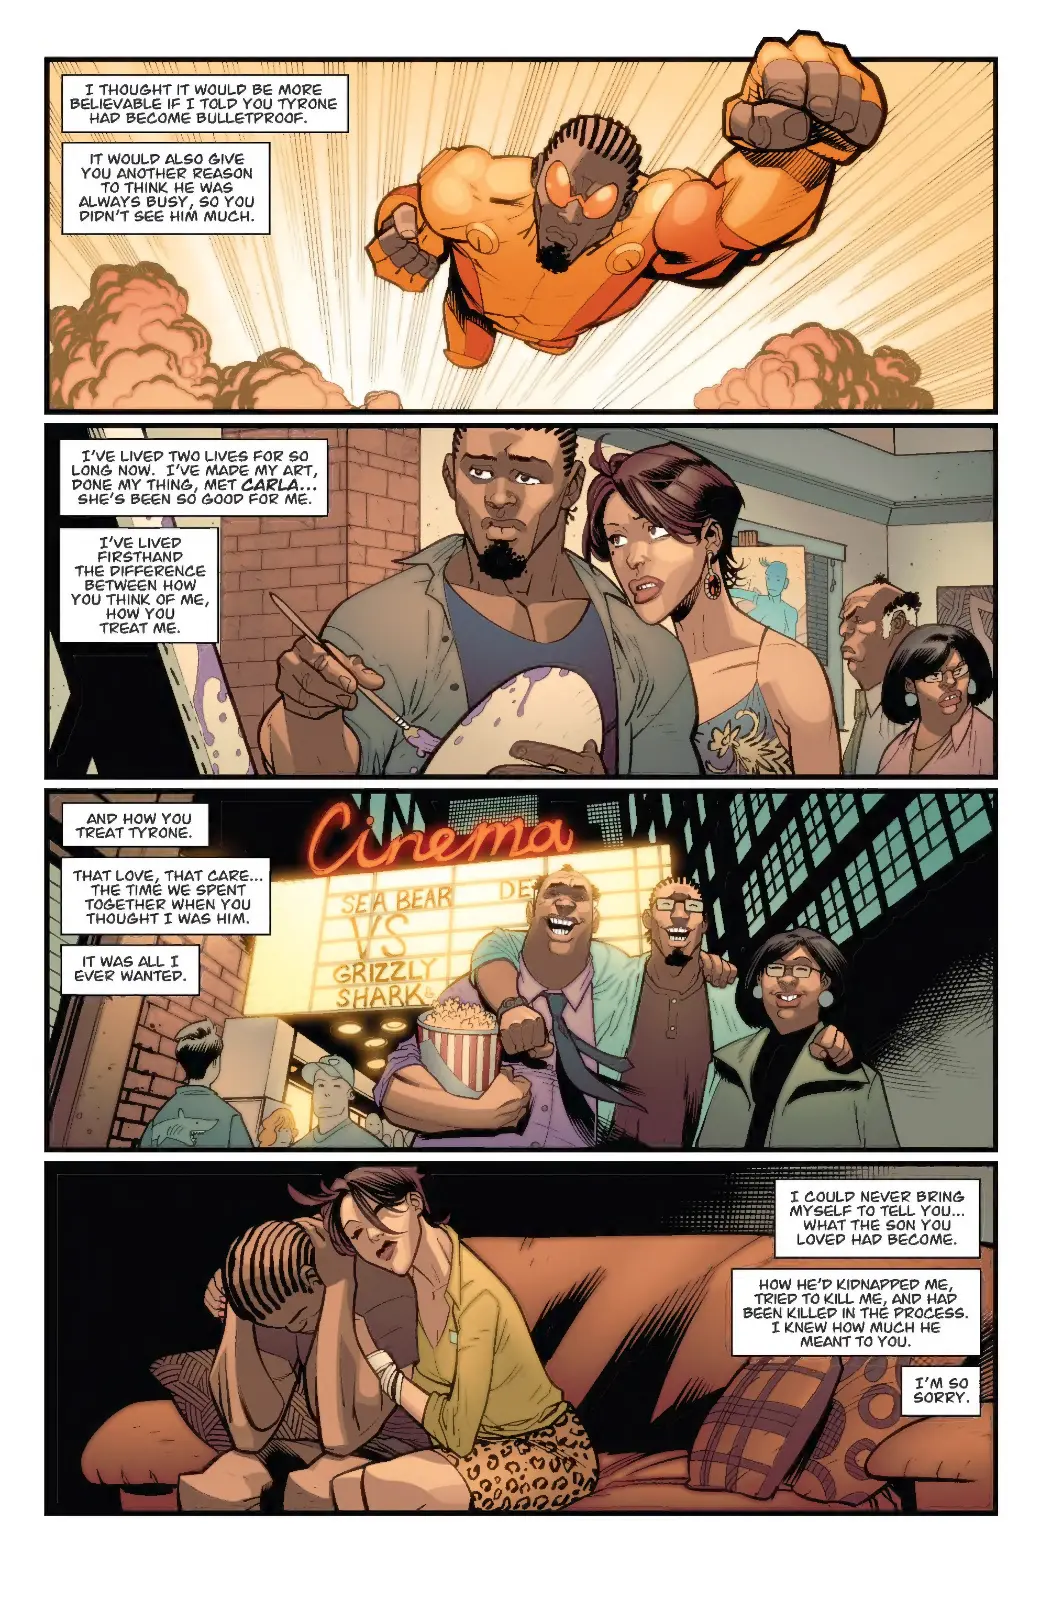 I THOUGHT IT WOULD BE MORE
BELIEVABLE IF I TOLD YOU TYRONE
HAD BECOME BULLETPROOF.
IT WOULD ALSO GIVE
YOU ANOTHER REASON
TO THINK HE WAS
ALWAYS BUSY, SO YOU
DIDN'T SEE HIM MUCH.
I'VE LIVED TWO LIVES FOR SO
LONG NOW. I'VE MADE MY ART,
DONE MY THING, MET CARLA...
SHE'S BEEN SO GOOD FOR ME.
I'VE LIVED
FIRSTHAND
THE DIFFERENCE
BETWEEN HOW
YOU THINK OF ME,
HOW YOU
TREAT ME.
AND HOW YOU
TREAT TYRONE.
THAT LOVE, THAT CARE...
THE TIME WE SPENT
TOGETHER WHEN YOU
THOUGHT I WAS HIM.
IT WAS ALL I
EVER WANTED.
Cinema
SEA BEAR
VS
GRIZZLY
SHARK
DE
I COULD NEVER BRING
MYSELF TO TELL YOU...
WHAT THE SON YOU
LOVED HAD BECOME.
HOW HE'D KIDNAPPED ME,
TRIED TO KILL ME, AND HAD
BEEN KILLED IN THE PROCESS.
I KNEW HOW MUCH HE
MEANT TO YOU.
I'M SO
SORRY.